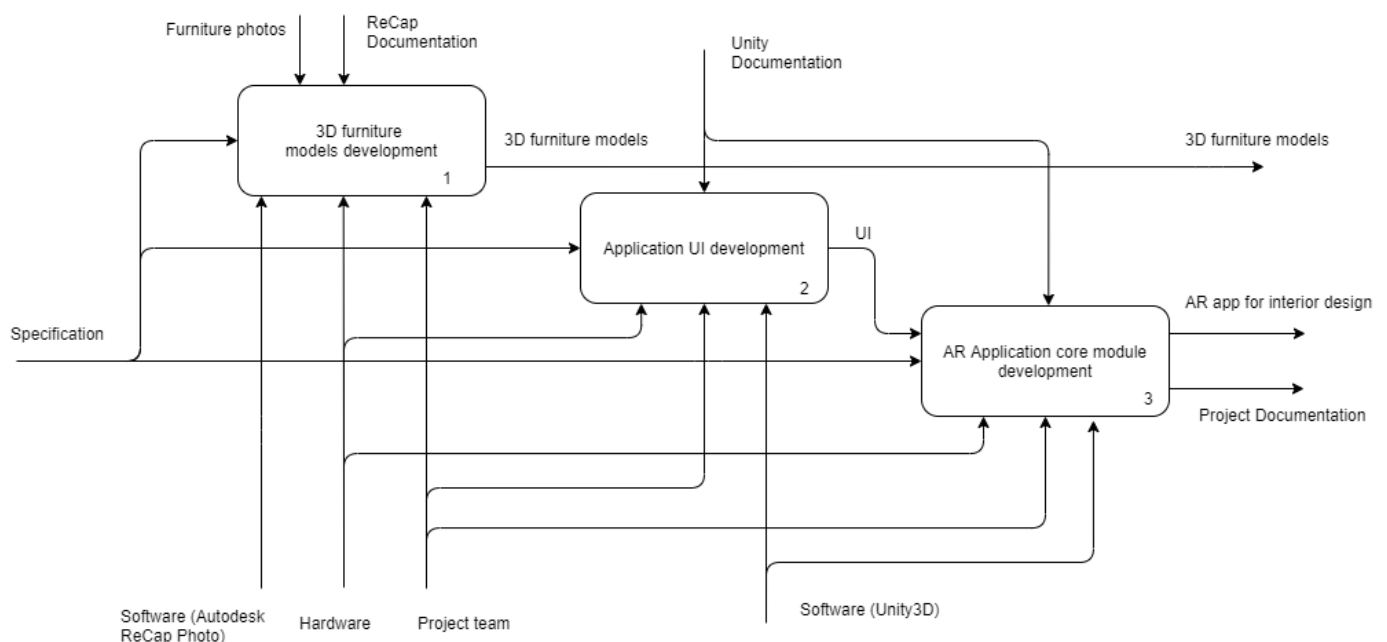 Furniture photos
ReCap
Documentation
Unity
Documentation
3D furniture
models development
1
3D furniture models
3D furniture models
Application UI development
2
UI
Specification
AR Application core module
development
3
AR app for interior design
Project Documentation
Software (Autodesk
ReCap Photo)
Hardware
Project team
Software (Unity3D)